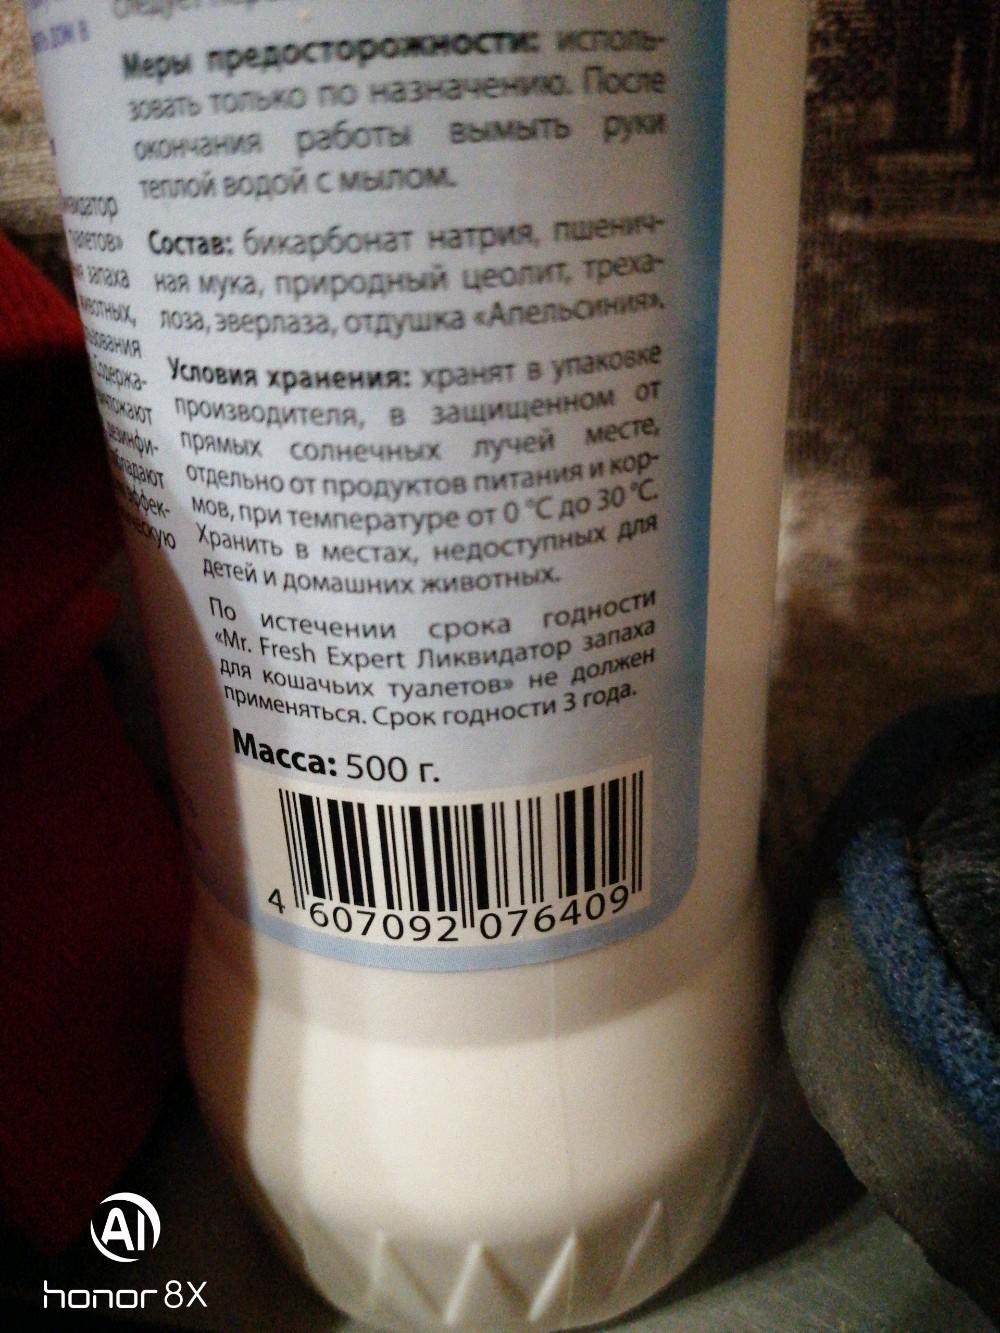 Меры предосторожности: исполь-
зовать только по назначению. После
окончания работы вымыть руки
теплой водой с мылом.
Состав: бикарбонат натрия, пшенич-
ная мука, природный цеолит, треха-
лоза, эверлаза, отдушка «Апельсиния».
Условия хранения: хранят в упаковке
производителя, в защищенном от
прямых солнечных лучей месте,
отдельно от продуктов питания и кор-
мов, при температуре от 0 °С до 30 °С.
Хранить в местах, недоступных для
детей и домашних животных.
По истечении срока годности
«Mr. Fresh Expert Ликвидатор запаха
для кошачьих туалетов» не должен
применяться. Срок годности 3 года.
Масса: 500 г.
4 607092 076409
запаха
AI
honor 8X